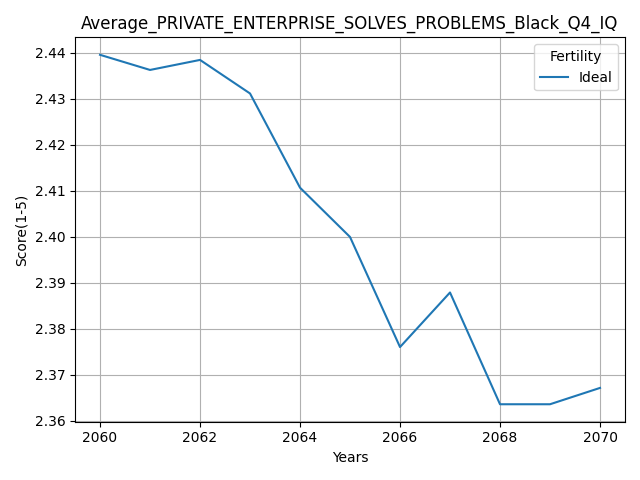 Average_PRIVATE_ENTERPRISE_SOLVES_PROBLEMS_Black_Q4_IQ
Fertility
Ideal
Score(1-5)
2.44
2.43
2.42
2.41
2.40
2.39
2.38
2.37
2.36
2060 2062 2064 2066 2068 2070
Years